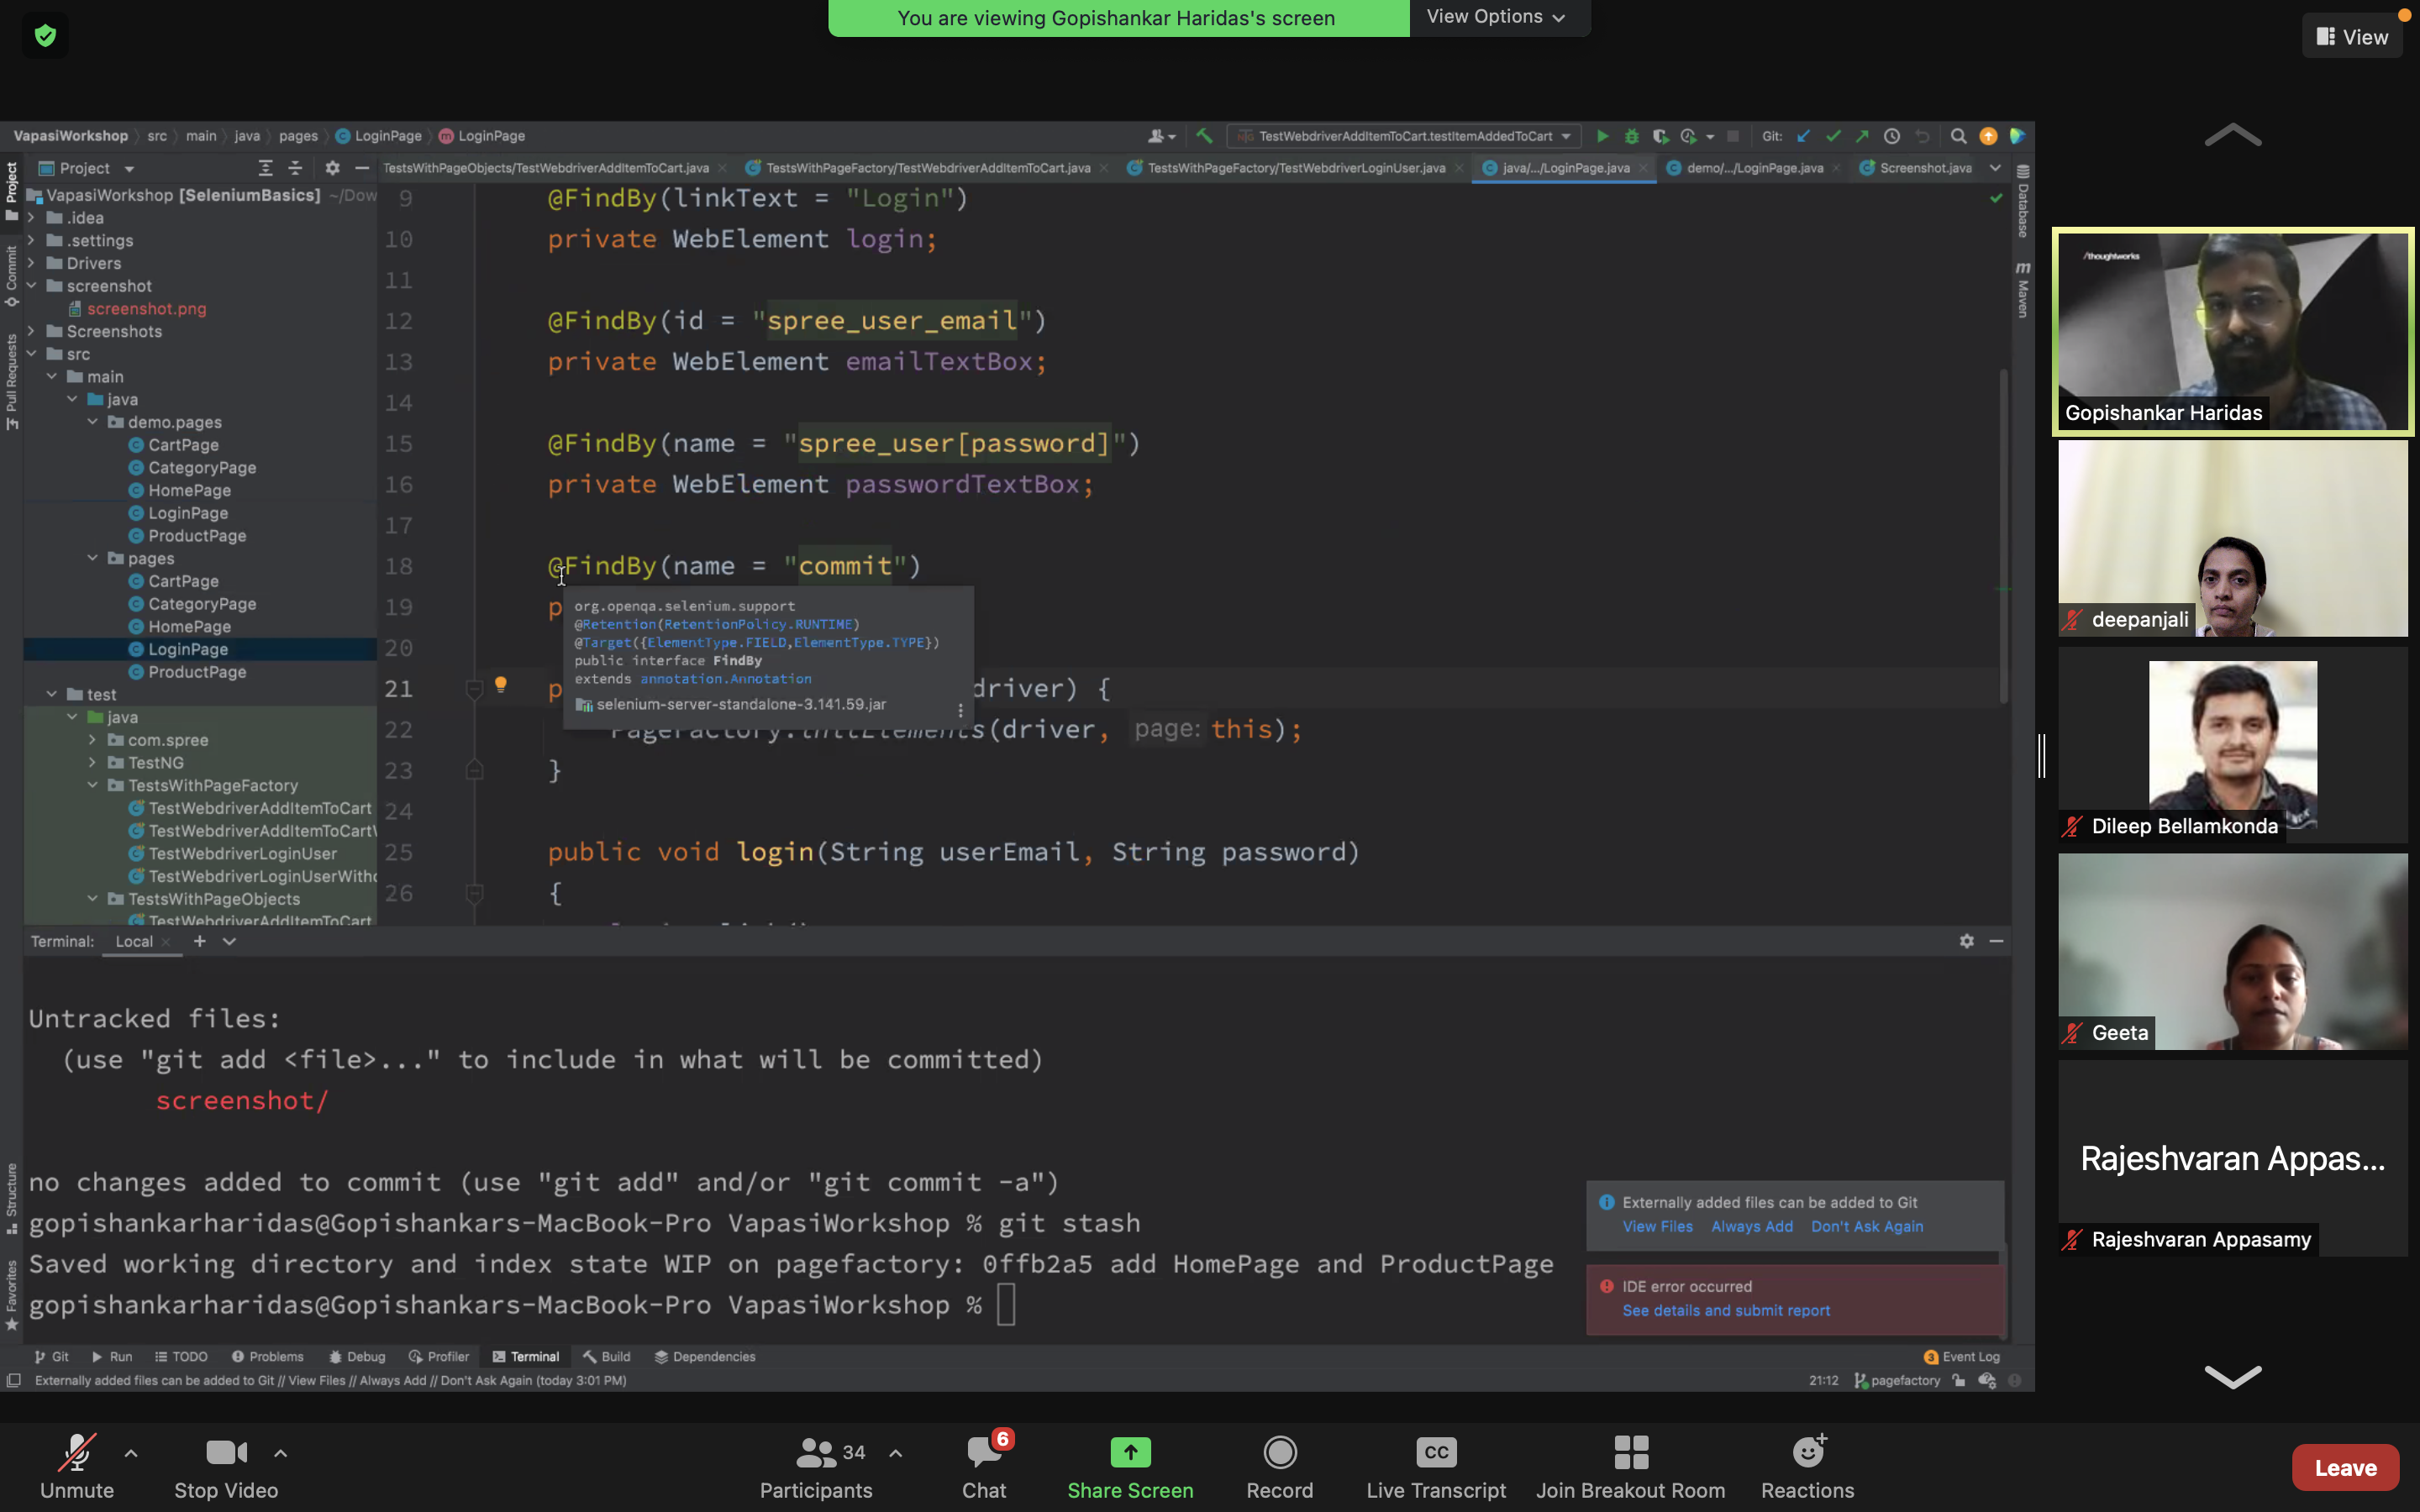 You are viewing Gopishankar Haridas's screen
View Options
View
VapasiWorkshop src main java pages LoginPage LoginPage
TestWebdriverAddItemToCart.testItemAddedToCart
Git:
Project
TestsWithPageObjects/TestWebdriverAddItemToCart.java
TestsWithPageFactory/TestWebdriverAddItemToCart.java
TestsWithPageFactory/TestWebdriverLoginUser.java
java/.../LoginPage.java
demo/.../LoginPage.java
Screenshot.java
Project
Commit
Pull Requests
Structure
Favorites
Database
Maven
VapasiWorkshop [SeleniumBasics] ~/Dow
.idea
.settings
Drivers
screenshot
screenshot.png
Screenshots
src
main
java
demo.pages
CartPage
CategoryPage
HomePage
LoginPage
ProductPage
pages
CartPage
CategoryPage
HomePage
LoginPage
ProductPage
test
java
com.spree
TestNG
TestsWithPageFactory
TestWebdriverAddItemToCart
TestWebdriverAddItemToCart
TestWebdriverLoginUser
TestWebdriverLoginUserWith
TestsWithPageObjects
TestWebdriverAddItemToCart
9 @FindBy(linkText = "Login")
10 private WebElement login;
11
12 @FindBy(id = "spree_user_email")
13 private WebElement emailTextBox;
14
15 @FindBy(name = "spree_user[password]")
16 private WebElement passwordTextBox;
17
18 @FindBy(name = "commit")
19 p
20
21 p driver) {
22 PageFactory.initElements(driver, page: this);
23 }
24
25 public void login(String userEmail, String password)
26 {
org.openqa.selenium.support
@Retention(RetentionPolicy.RUNTIME)
@Target({ElementType.FIELD,ElementType.TYPE})
public interface FindBy
extends annotation.Annotation
selenium-server-standalone-3.141.59.jar
Terminal: Local
Untracked files:
(use "git add <file>..." to include in what will be committed)
screenshot/
no changes added to commit (use "git add" and/or "git commit -a")
gopishankarharidas@Gopishankars-MacBook-Pro VapasiWorkshop % git stash
Saved working directory and index state WIP on pagefactory: 0ffb2a5 add HomePage and ProductPage
gopishankarharidas@Gopishankars-MacBook-Pro VapasiWorkshop %
Externally added files can be added to Git
View Files Always Add Don't Ask Again
IDE error occurred
See details and submit report
Git Run TODO Problems Debug Profiler Terminal Build Dependencies
3 Event Log
Externally added files can be added to Git // View Files // Always Add // Don't Ask Again (today 3:01 PM)
21:12 pagefactory
/thoughtworks
Gopishankar Haridas
deepanjali
Dileep Bellamkonda
Geeta
Rajeshvaran Appas...
Rajeshvaran Appasamy
Unmute
Stop Video
34
Participants
6
Chat
Share Screen
Record
CC
Live Transcript
Join Breakout Room
Reactions
Leave